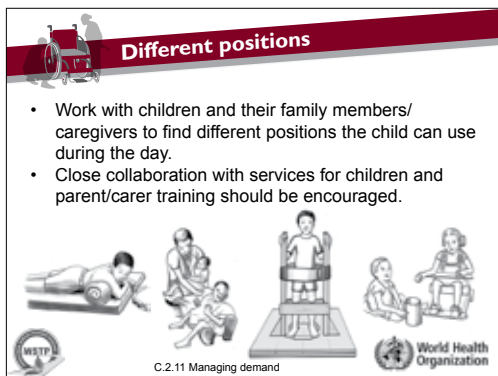 Different positions
• Work with children and their family members/
caregivers to find different positions the child can use
during the day.
• Close collaboration with services for children and
parent/carer training should be encouraged.
WSTP
C.2.11 Managing demand
World Health
Organization